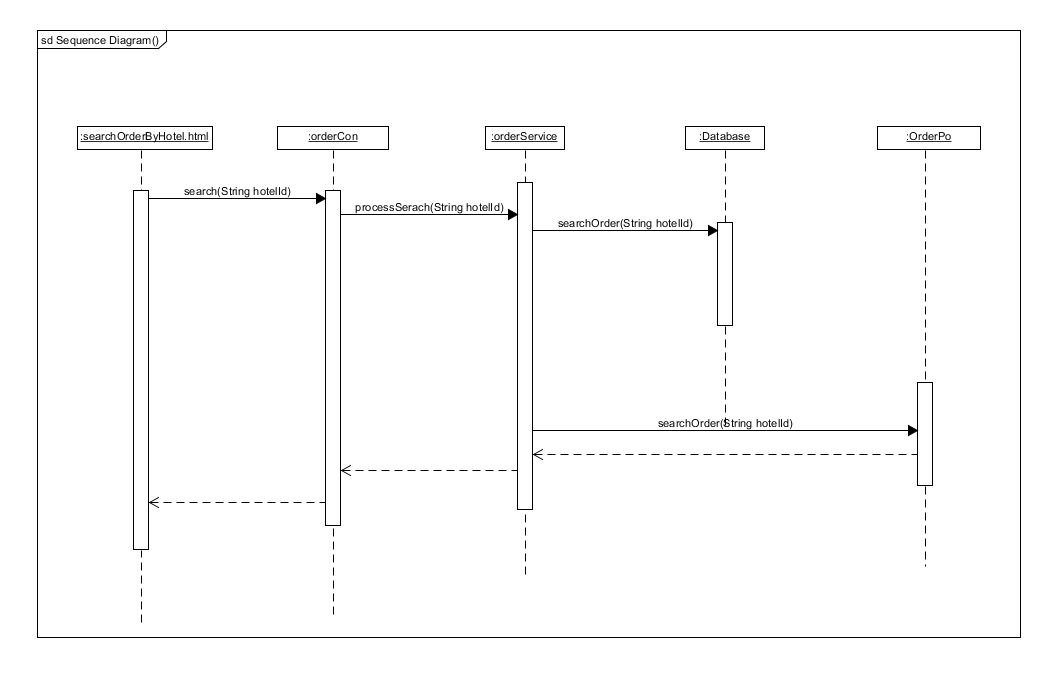 sd Sequence Diagram()
:searchOrderByHotel.html
:orderCon
:orderService
:Database
:OrderPo
search(String hotelId)
processSerach(String hotelId)
searchOrder(String hotelId)
searchOrder(String hotelId)